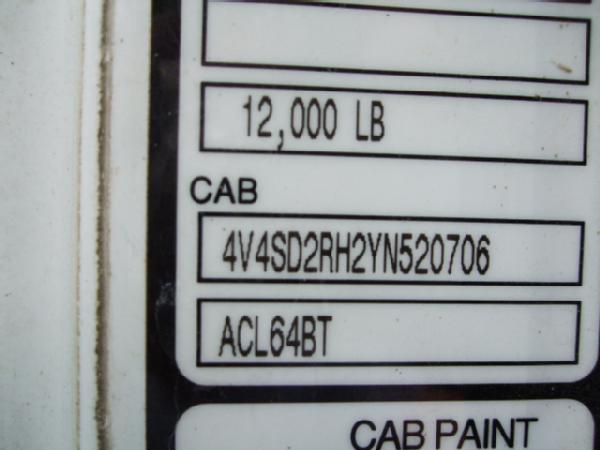 12,000 LB
CAB
4V4SD2RH2YN520706
ACL64BT
CAB PAINT